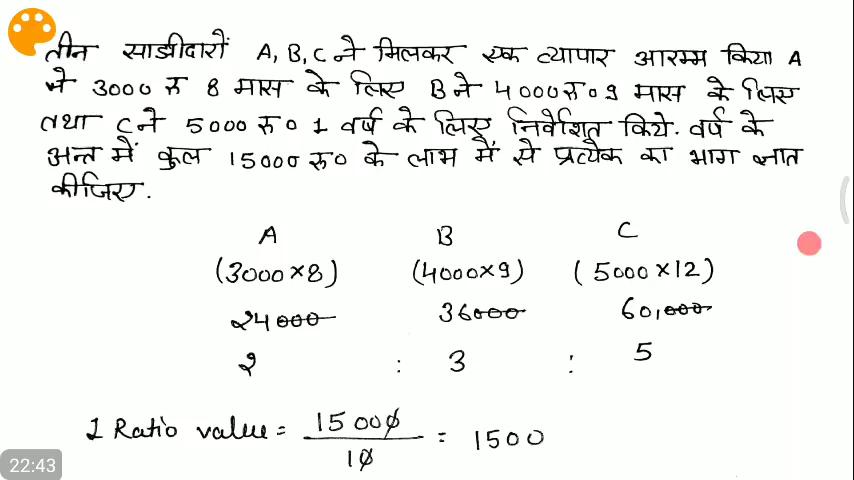 तीन साझीदारों A, B, C ने मिलकर एक व्यापार आरम्भ किया A
ने 3000 रु 8 मास के लिए B ने 4000 रु० 9 मास के लिए
तथा C ने 5000 रु० 1 वर्ष के लिए निवेशित किये. वर्ष के
अन्त में कुल 15000 रु० के लाभ में से प्रत्येक का भाग ज्ञात
कीजिए.
A B C
(3000×8) (4000×9) (5000×12)
24000 36000 60,000
2 : 3 : 5
1 Ratio value = 15000/10 = 1500
22:43